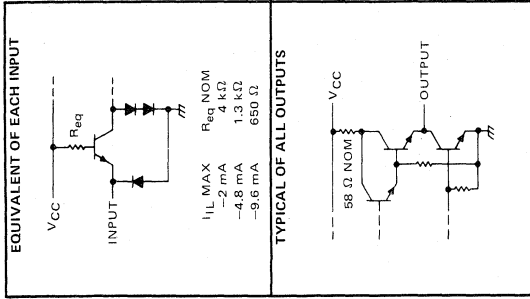 EQUIVALENT OF EACH INPUT
VCC
Req
INPUT
IIL MAX Req NOM
−2 mA 4 kΩ
−4.8 mA 1.3 kΩ
−9.6 mA 650 Ω
TYPICAL OF ALL OUTPUTS
VCC
58 Ω NOM
OUTPUT